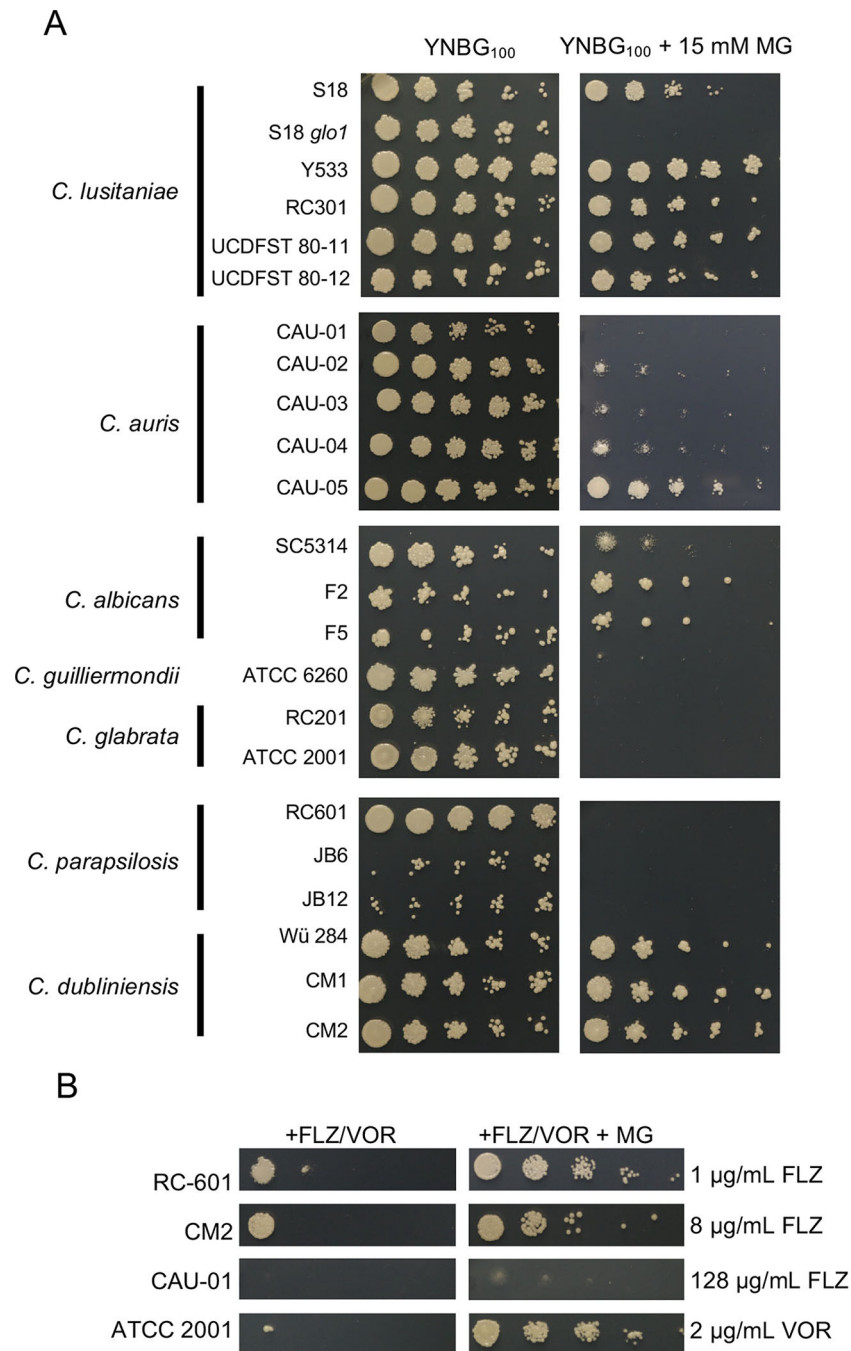 A
YNBG100 YNBG100 + 15 mM MG
C. lusitaniae
S18
S18 glo1
Y533
RC301
UCDFST 80-11
UCDFST 80-12
C. auris
CAU-01
CAU-02
CAU-03
CAU-04
CAU-05
C. albicans
SC5314
F2
F5
C. guilliermondii ATCC 6260
C. glabrata
RC201
ATCC 2001
C. parapsilosis
RC601
JB6
JB12
C. dubliniensis
Wü 284
CM1
CM2
B
+FLZ/VOR +FLZ/VOR + MG
RC-601 1 µg/mL FLZ
CM2 8 µg/mL FLZ
CAU-01 128 µg/mL FLZ
ATCC 2001 2 µg/mL VOR